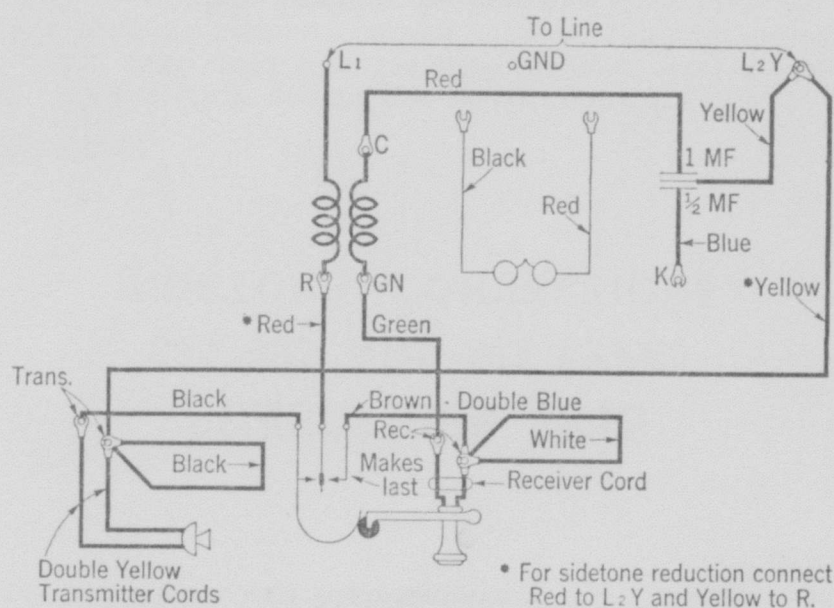 To Line
L1
GND
L2 Y
Red
C
Yellow
Black
1 MF
½ MF
Red
Blue
R
GN
K
• Yellow
• Red
Green
Trans.
Black
Brown - Double Blue
Rec.
White
Black
Makes
last
Receiver Cord
Double Yellow
Transmitter Cords
• For sidetone reduction connect
Red to L2 Y and Yellow to R.